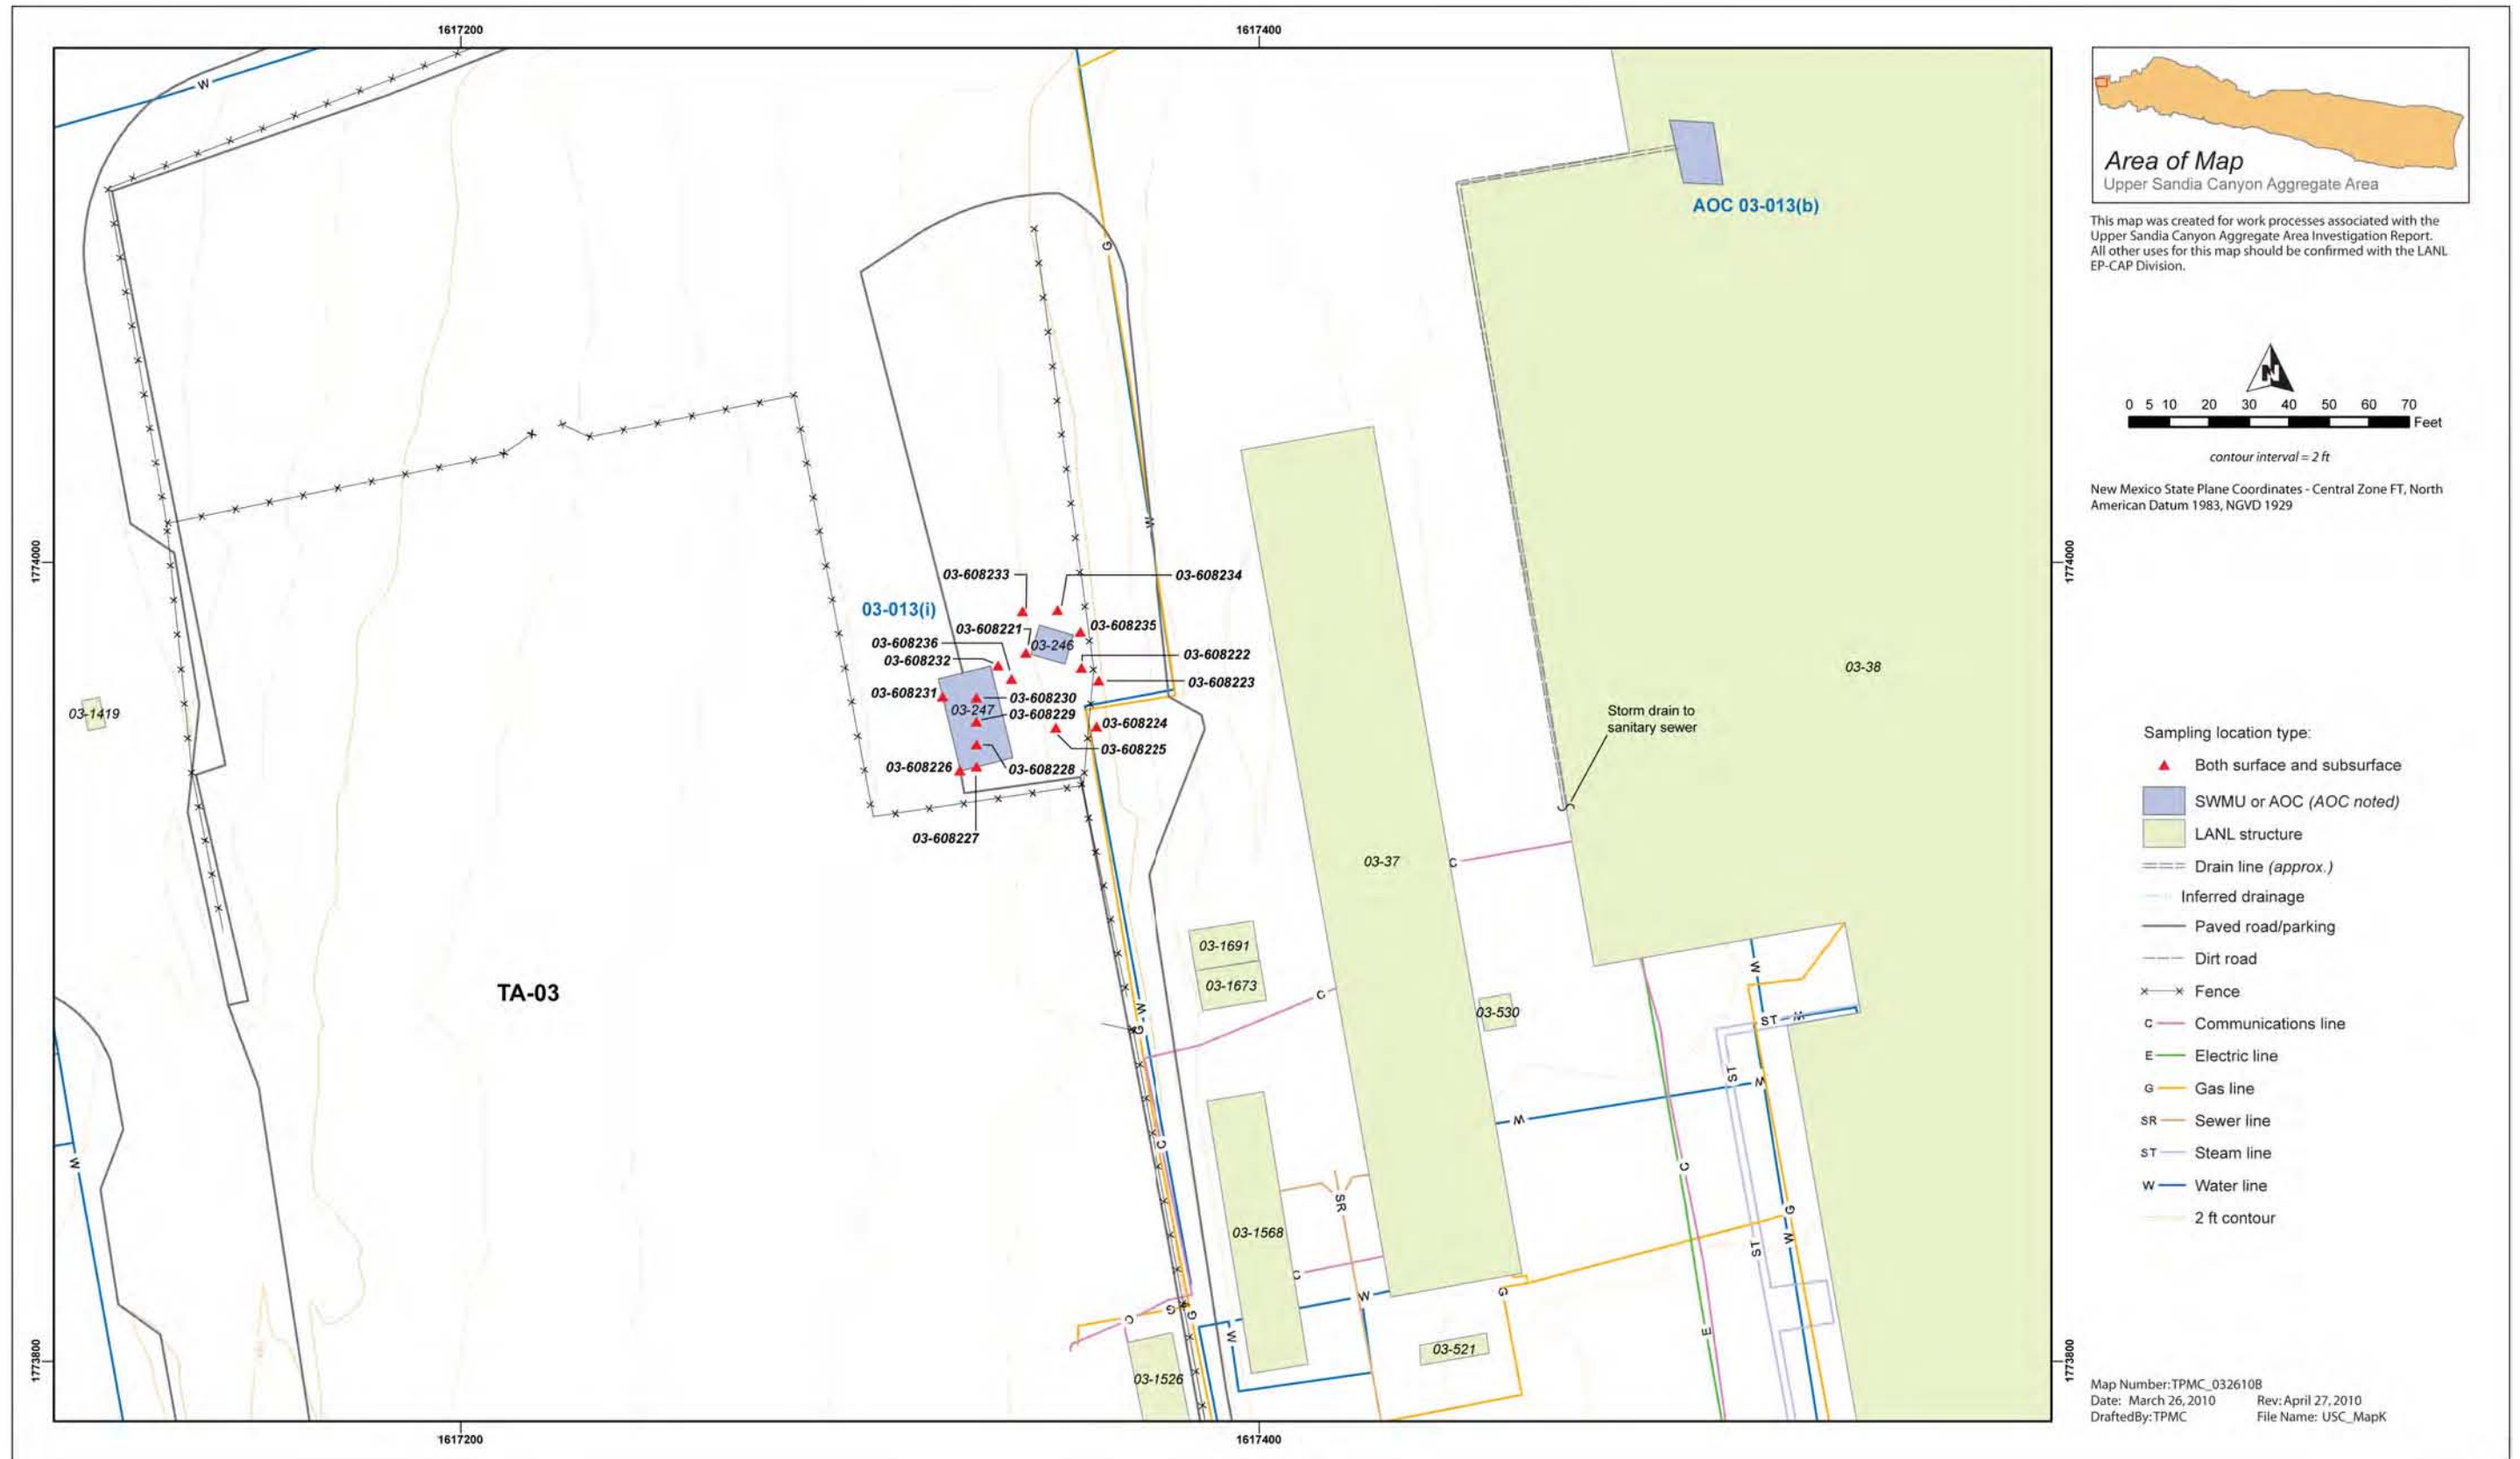 1617200
1617400
W
G
W
AOC 03-013(b)
Area of Map
Upper Sandia Canyon Aggregate Area
This map was created for work processes associated with the
Upper Sandia Canyon Aggregate Area Investigation Report.
All other uses for this map should be confirmed with the LANL
EP-CAP Division.
N
0 5 10 20 30 40 50 60 70
Feet
contour interval = 2 ft
New Mexico State Plane Coordinates - Central Zone FT, North
American Datum 1983, NGVD 1929
1774000
1774000
03-608233
03-608234
03-013(i)
03-608221
03-608235
03-608236
03-246
03-608232
03-608222
03-608231
03-608223
03-608230
03-247
03-608229
03-608224
03-608225
03-608226
03-608228
03-608227
03-1419
03-38
Storm drain to
sanitary sewer
03-37
C
03-1691
03-1673
C
03-530
TA-03
W
G
W
ST
W
ST
W
W
C
W
C
SR
G
W
ST
03-1568
C
G
C
G
W
W
G
E
03-521
03-1526
Sampling location type:
Both surface and subsurface
SWMU or AOC (AOC noted)
LANL structure
Drain line (approx.)
Inferred drainage
Paved road/parking
Dirt road
Fence
C Communications line
E Electric line
G Gas line
SR Sewer line
ST Steam line
W Water line
2 ft contour
1773800
1773800
1617200
1617400
Map Number: TPMC_032610B
Date: March 26, 2010 Rev: April 27, 2010
DraftedBy: TPMC File Name: USC_MapK